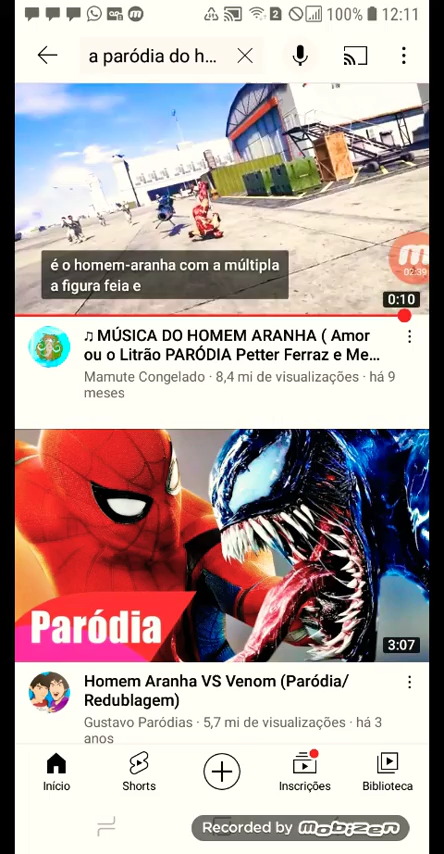 2
100%
12:11
a paródia do h...
é o homem-aranha com a múltipla
a figura feia e
02:39
0:10
♫ MÚSICA DO HOMEM ARANHA ( Amor
ou o Litrão PARÓDIA Petter Ferraz e Me...
Mamute Congelado · 8,4 mi de visualizações · há 9
meses
Paródia
3:07
Homem Aranha VS Venom (Paródia/
Redublagem)
Gustavo Paródias · 5,7 mi de visualizações · há 3
anos
Início
Shorts
Inscrições
Biblioteca
Recorded by Mobizen